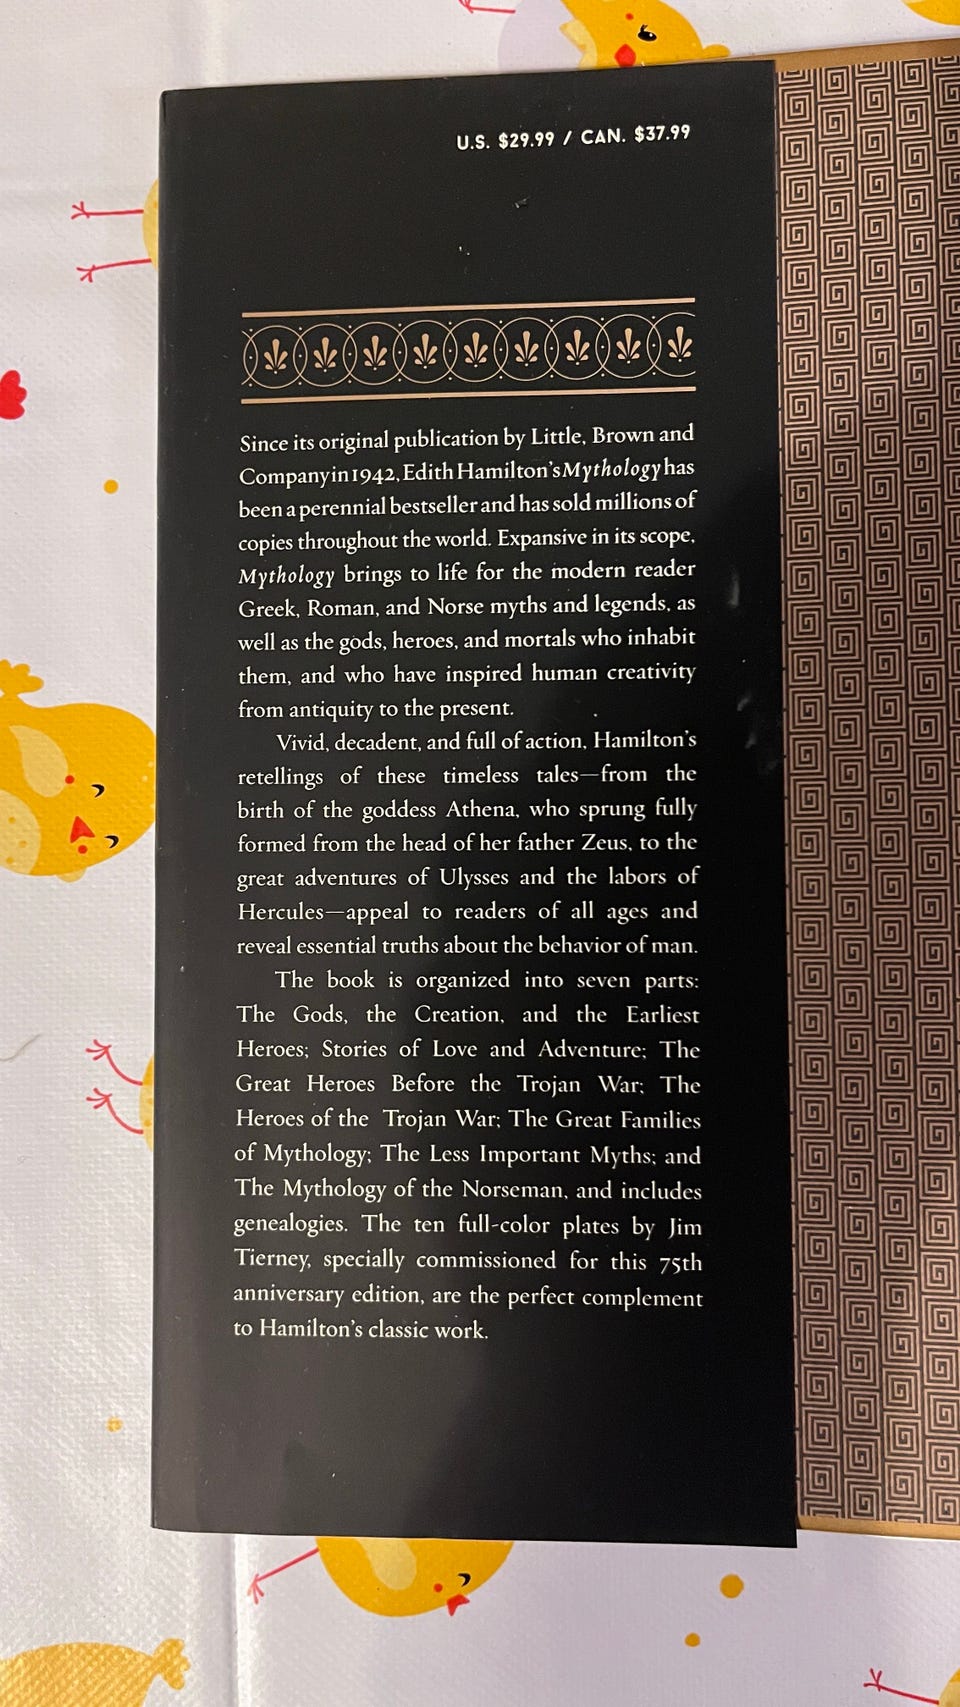 U.S. $29.99 / CAN. $37.99
Since its original publication by Little, Brown and
Company in 1942, Edith Hamilton's Mythology has
been a perennial bestseller and has sold millions of
copies throughout the world. Expansive in its scope,
Mythology brings to life for the modern reader
Greek, Roman, and Norse myths and legends, as
well as the gods, heroes, and mortals who inhabit
them, and who have inspired human creativity
from antiquity to the present.
Vivid, decadent, and full of action, Hamilton's
retellings of these timeless tales—from the
birth of the goddess Athena, who sprung fully
formed from the head of her father Zeus, to the
great adventures of Ulysses and the labors of
Hercules—appeal to readers of all ages and
reveal essential truths about the behavior of man.
The book is organized into seven parts:
The Gods, the Creation, and the Earliest
Heroes; Stories of Love and Adventure; The
Great Heroes Before the Trojan War; The
Heroes of the Trojan War; The Great Families
of Mythology; The Less Important Myths; and
The Mythology of the Norseman, and includes
genealogies. The ten full-color plates by Jim
Tierney, specially commissioned for this 75th
anniversary edition, are the perfect complement
to Hamilton's classic work.